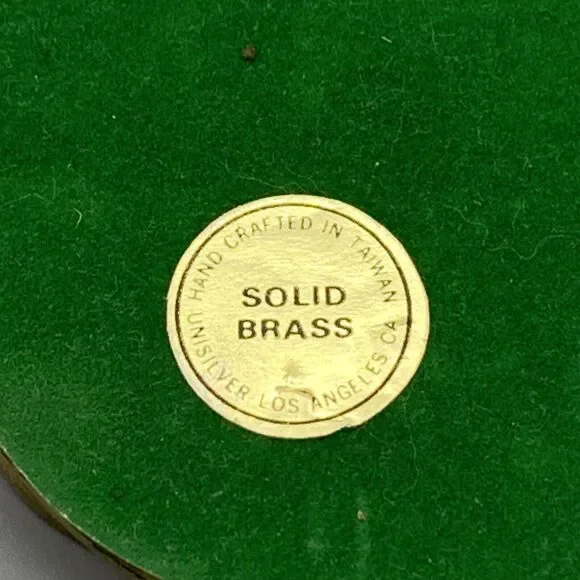 HAND CRAFTED IN TAIWAN
SOLID
BRASS
UNISILVER LOS ANGELES CA